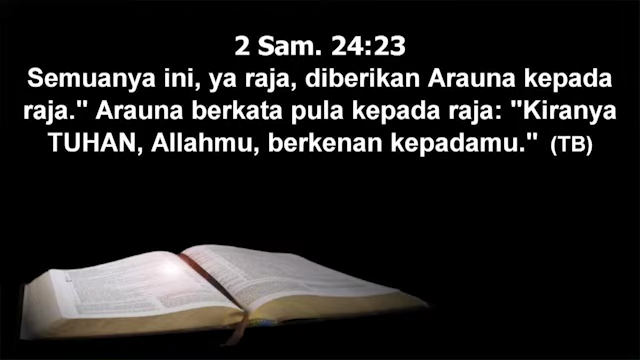 2 Sam. 24:23
Semuanya ini, ya raja, diberikan Arauna kepada
raja." Arauna berkata pula kepada raja: "Kiranya
TUHAN, Allahmu, berkenan kepadamu." (TB)